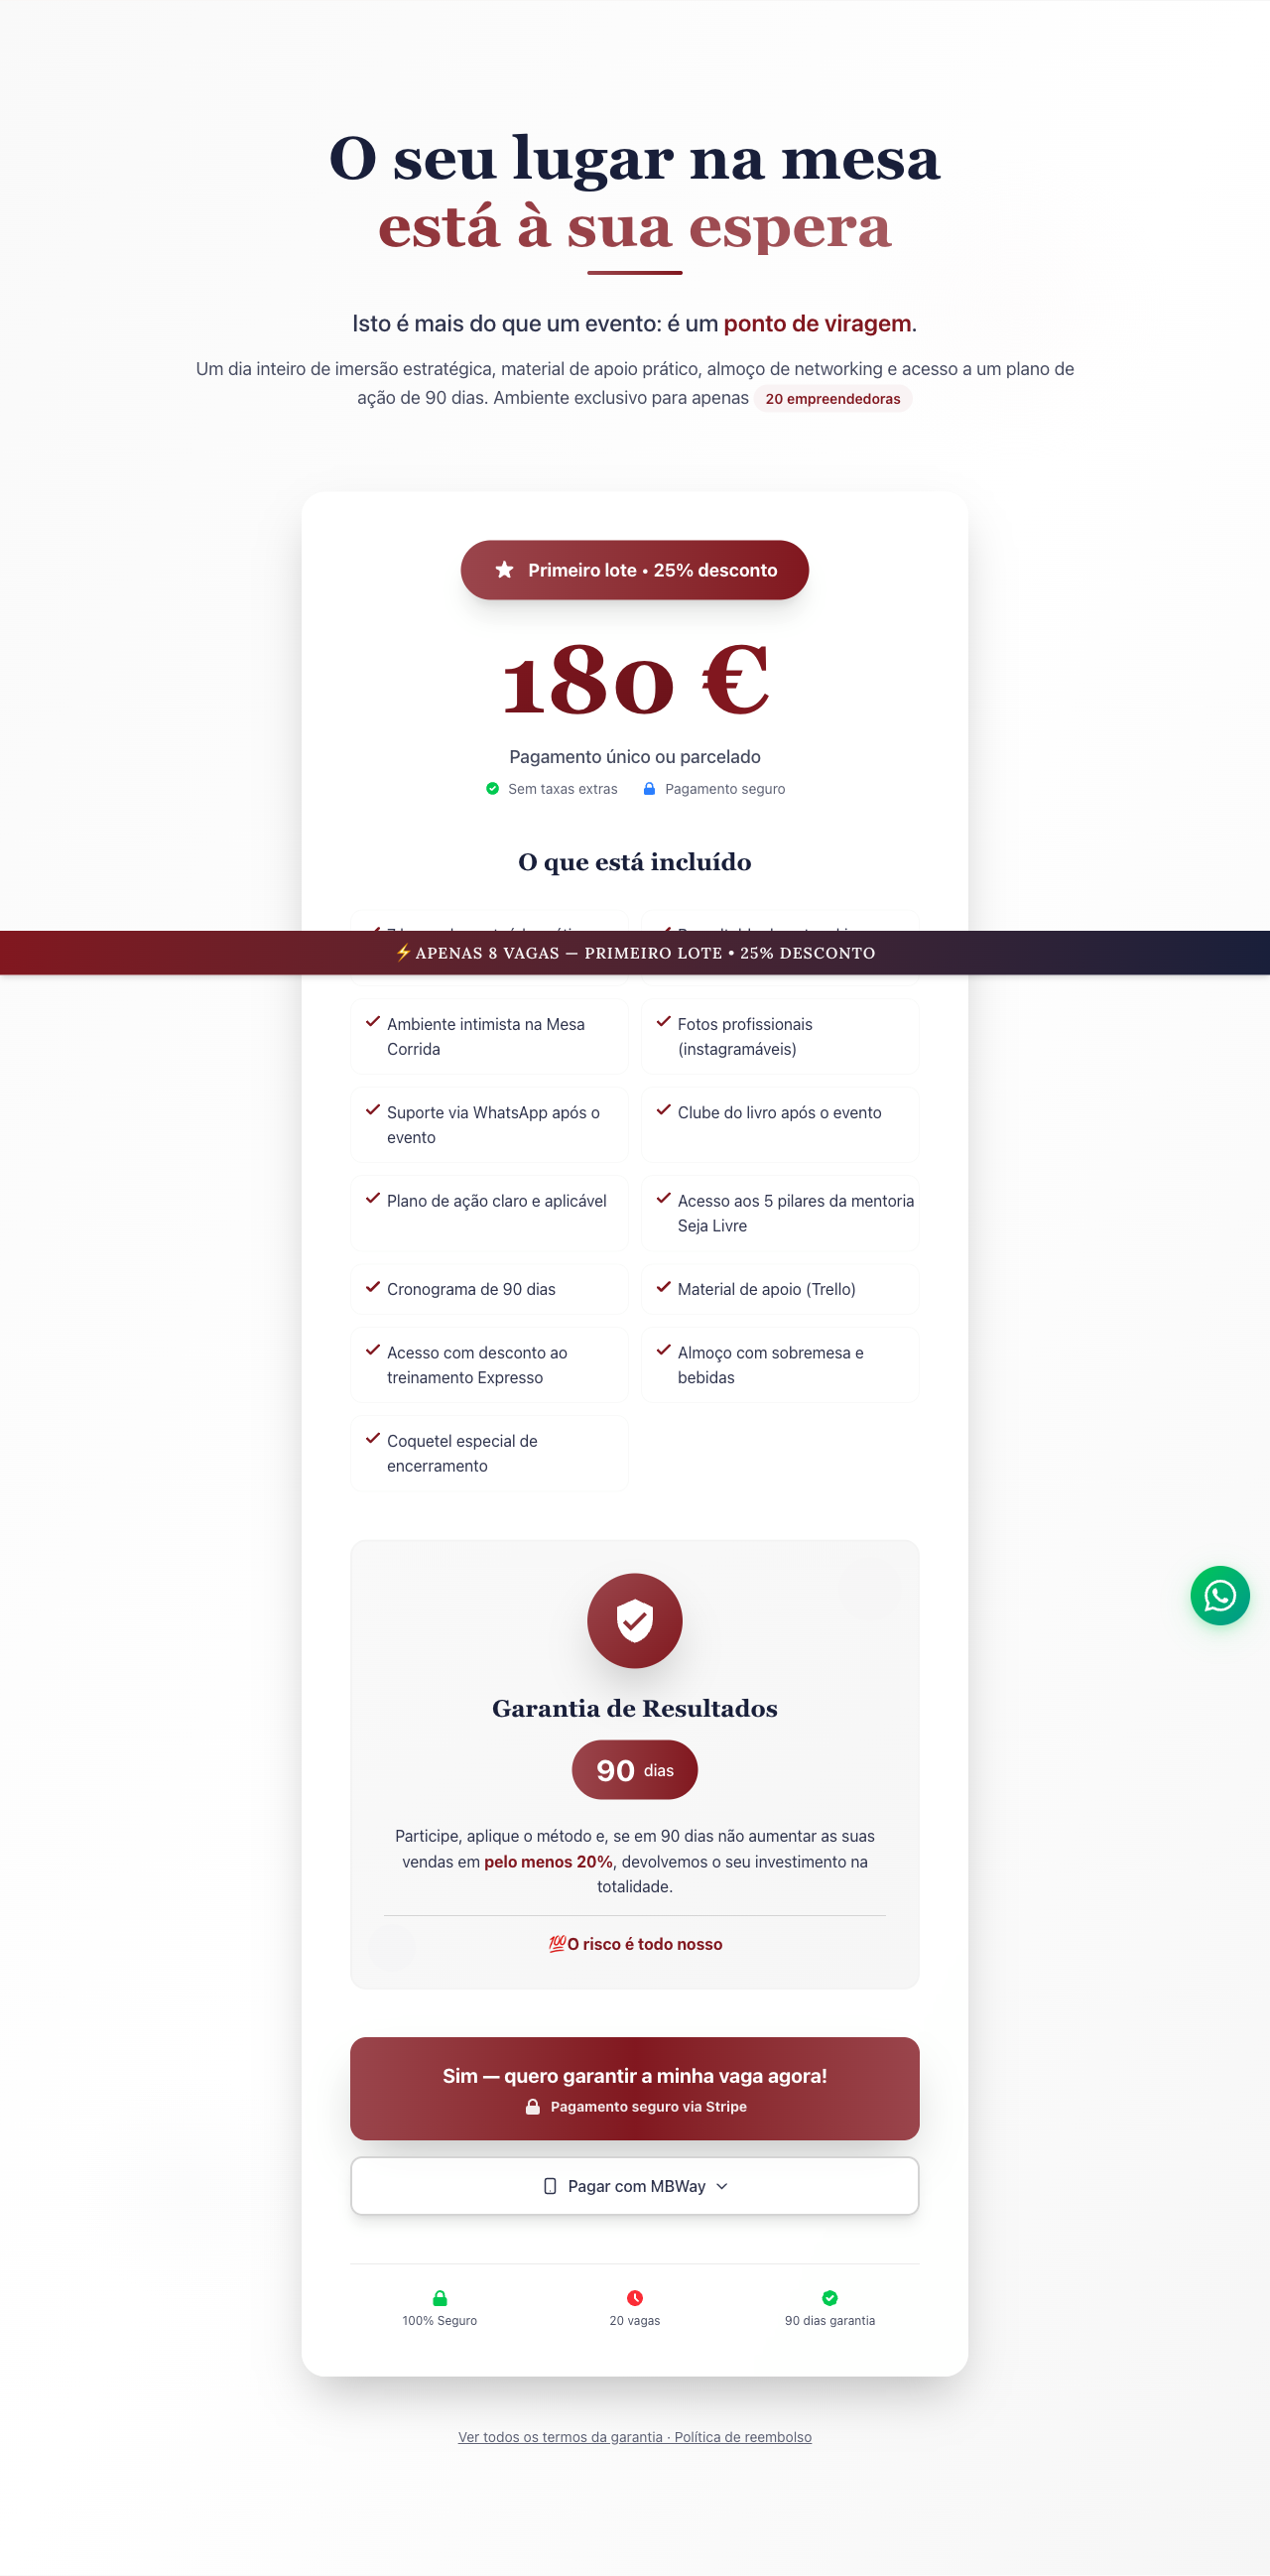 O seu lugar na mesa
está à sua espera
Isto é mais do que um evento: é um ponto de viragem.
Um dia inteiro de imersão estratégica, material de apoio prático, almoço de networking e acesso a um plano de
ação de 90 dias. Ambiente exclusivo para apenas 20 empreendedoras
Primeiro lote • 25% desconto
180 €
Pagamento único ou parcelado
Sem taxas extras
Pagamento seguro
O que está incluído
⚡APENAS 8 VAGAS — PRIMEIRO LOTE • 25% DESCONTO
Ambiente intimista na Mesa
Corrida
Fotos profissionais
(instagramáveis)
Suporte via WhatsApp após o
evento
Clube do livro após o evento
Plano de ação claro e aplicável
Acesso aos 5 pilares da mentoria
Seja Livre
Cronograma de 90 dias
Material de apoio (Trello)
Acesso com desconto ao
treinamento Expresso
Almoço com sobremesa e
bebidas
Coquetel especial de
encerramento
Garantia de Resultados
90 dias
Participe, aplique o método e, se em 90 dias não aumentar as suas
vendas em pelo menos 20%, devolvemos o seu investimento na
totalidade.
💯O risco é todo nosso
Sim — quero garantir a minha vaga agora!
Pagamento seguro via Stripe
Pagar com MBWay
100% Seguro
20 vagas
90 dias garantia
Ver todos os termos da garantia · Política de reembolso